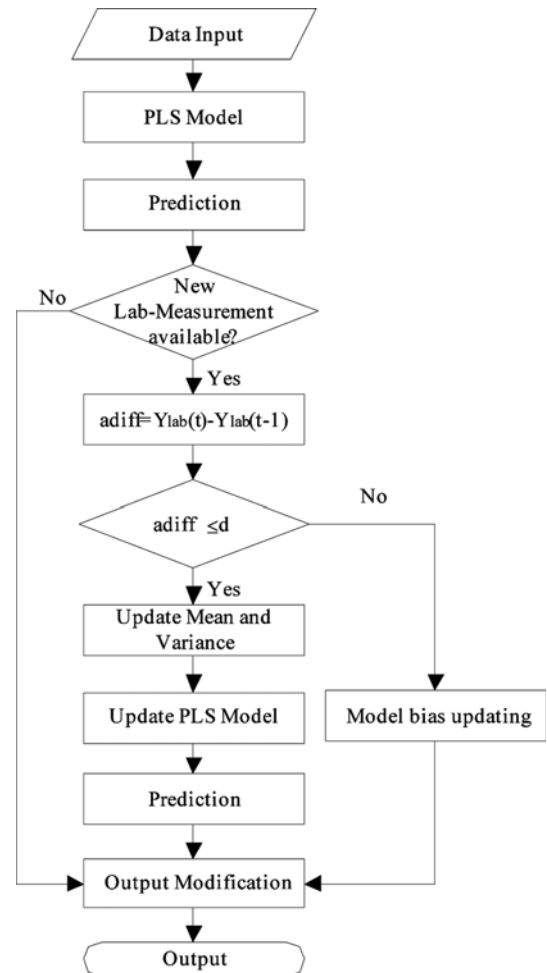 Data Input
PLS Model
Prediction
New
Lab-Measurement
available?
No
Yes
adiff=Ylab(t)-Ylab(t-1)
adiff ≤d
No
Yes
Update Mean and
Variance
Update PLS Model
Model bias updating
Prediction
Output Modification
Output